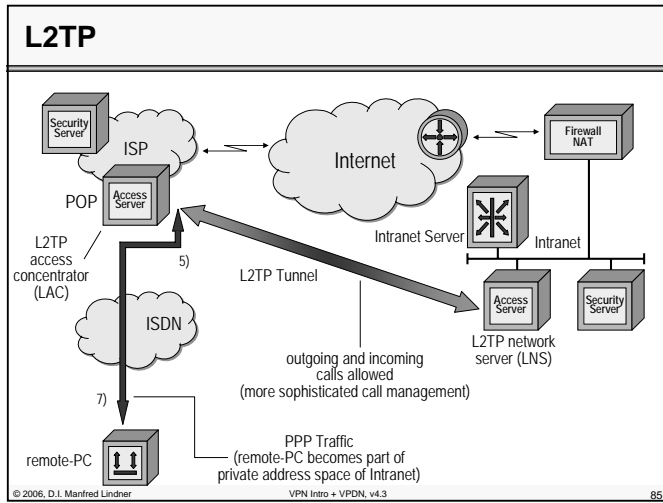 L2TP
Security
Server
ISP
Internet
Firewall
NAT
POP
Access
Server
L2TP
access
concentrator
(LAC)
5)
L2TP Tunnel
Intranet Server
Intranet
Access
Server
Security
Server
L2TP network
server (LNS)
ISDN
outgoing and incoming
calls allowed
(more sophisticated call management)
7)
remote-PC
PPP Traffic
(remote-PC becomes part of
private address space of Intranet)
© 2006, D.I. Manfred Lindner
VPN Intro + VPDN, v4.3
85